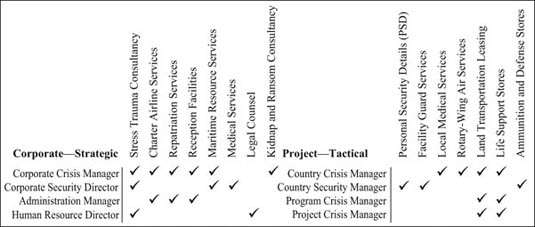 Stress Trauma Consultancy
Charter Airline Services
Repatriation Services
Reception Facilities
Maritime Resource Services
Medical Services
Legal Counsel
Kidnap and Ransom Consultancy
Personal Security Details (PSD)
Facility Guard Services
Local Medical Services
Rotary-Wing Air Services
Land Transportation Leasing
Life Support Stores
Ammunition and Defense Stores
Corporate—Strategic
Corporate Crisis Manager ✓ ✓ ✓ ✓ ✓ ✓
Corporate Security Director ✓ ✓ ✓
Administration Manager ✓ ✓ ✓
Human Resource Director ✓ ✓
Project—Tactical
Country Crisis Manager ✓ ✓ ✓ ✓
Country Security Manager ✓ ✓ ✓
Program Crisis Manager ✓ ✓
Project Crisis Manager ✓ ✓